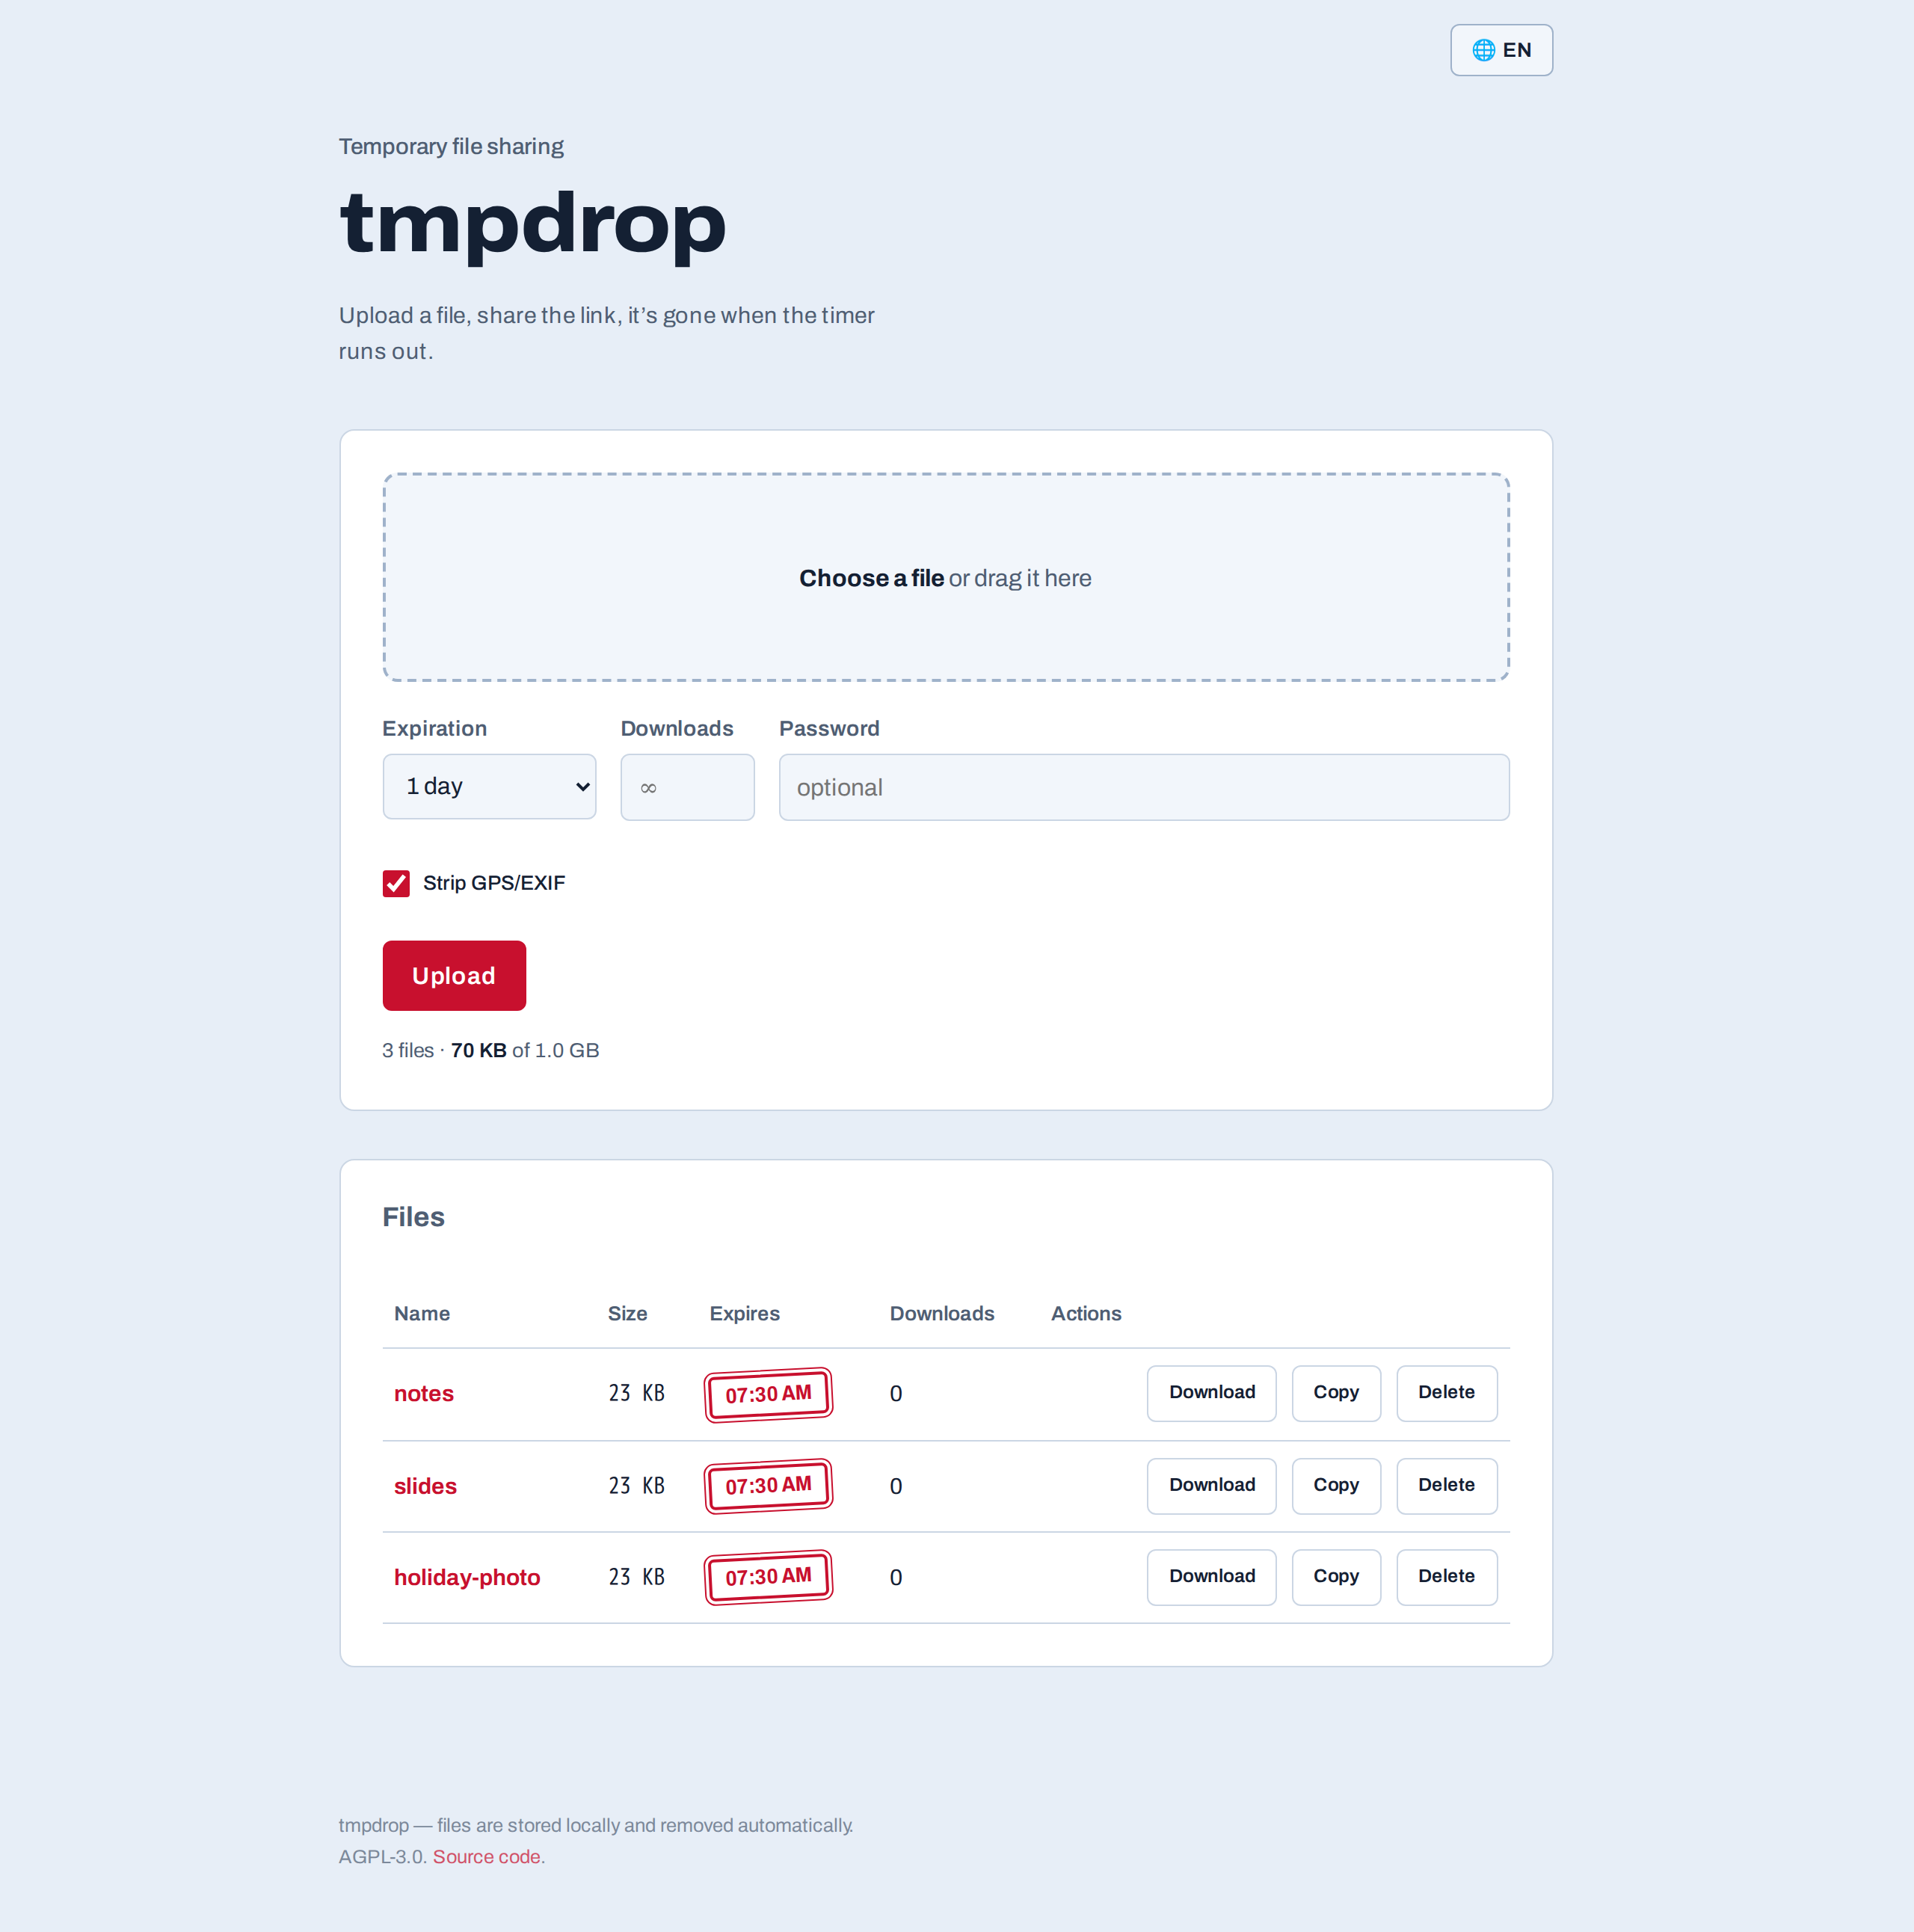 🌐 EN
Temporary file sharing
tmpdrop
Upload a file, share the link, it’s gone when the timer
runs out.
Choose a file or drag it here
Expiration Downloads Password
1 day ∞ optional
Strip GPS/EXIF
Upload
3 files · 70 KB of 1.0 GB
Files
Name Size Expires Downloads Actions
notes 23 KB 07:30 AM 0 Download Copy Delete
slides 23 KB 07:30 AM 0 Download Copy Delete
holiday-photo 23 KB 07:30 AM 0 Download Copy Delete
tmpdrop — files are stored locally and removed automatically.
AGPL-3.0. Source code.